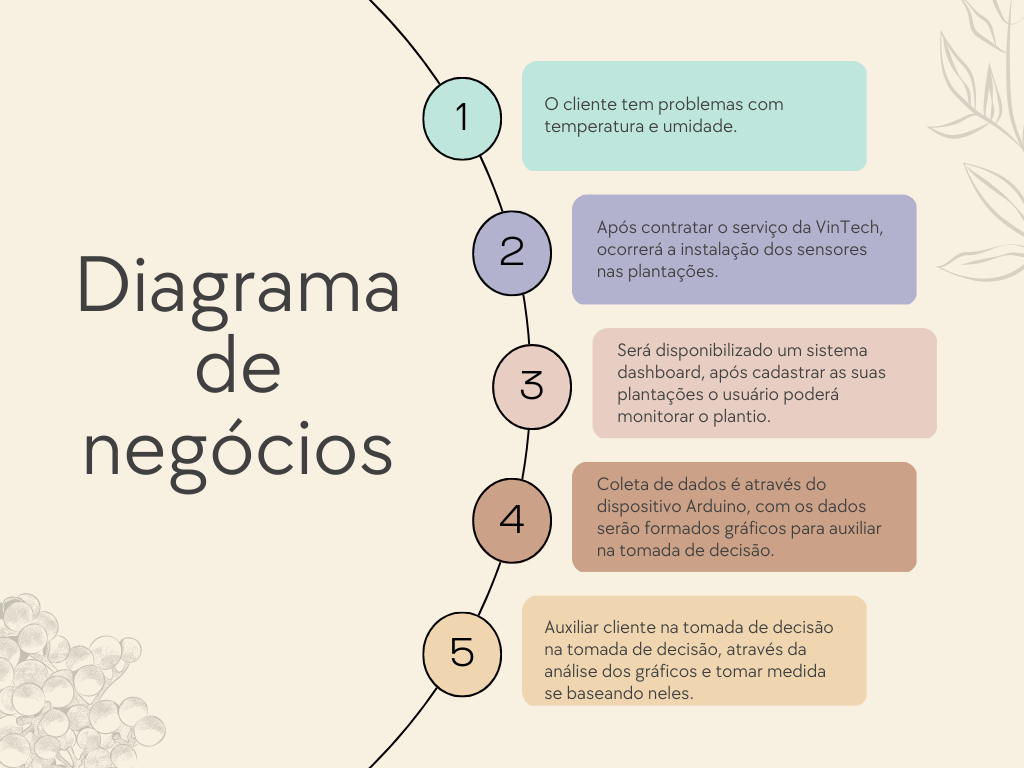 Diagrama
de
negócios
1
O cliente tem problemas com
temperatura e umidade.
2
Após contratar o serviço da VinTech,
ocorrerá a instalação dos sensores
nas plantações.
3
Será disponibilizado um sistema
dashboard, após cadastrar as suas
plantações o usuário poderá
monitorar o plantio.
4
Coleta de dados é através do
dispositivo Arduino, com os dados
serão formados gráficos para auxiliar
na tomada de decisão.
5
Auxiliar cliente na tomada de decisão
na tomada de decisão, através da
análise dos gráficos e tomar medida
se baseando neles.